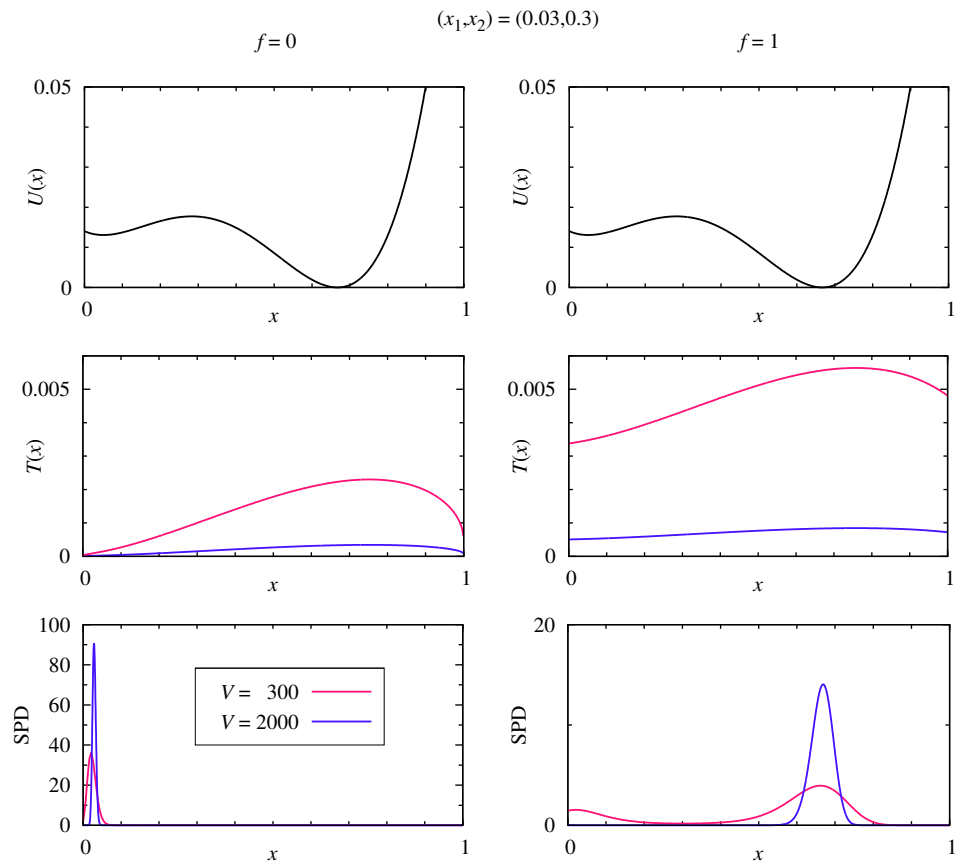 (x₁,x₂) = (0.03,0.3)
f = 0
f = 1
0.05
U(x)
0
0
x
1
0.05
U(x)
0
0
x
1
0.005
T(x)
0
0
x
1
0.005
T(x)
0
0
x
1
100
80
60
40
20
0
SPD
V = 300
V = 2000
0
x
1
20
10
0
SPD
0
x
1